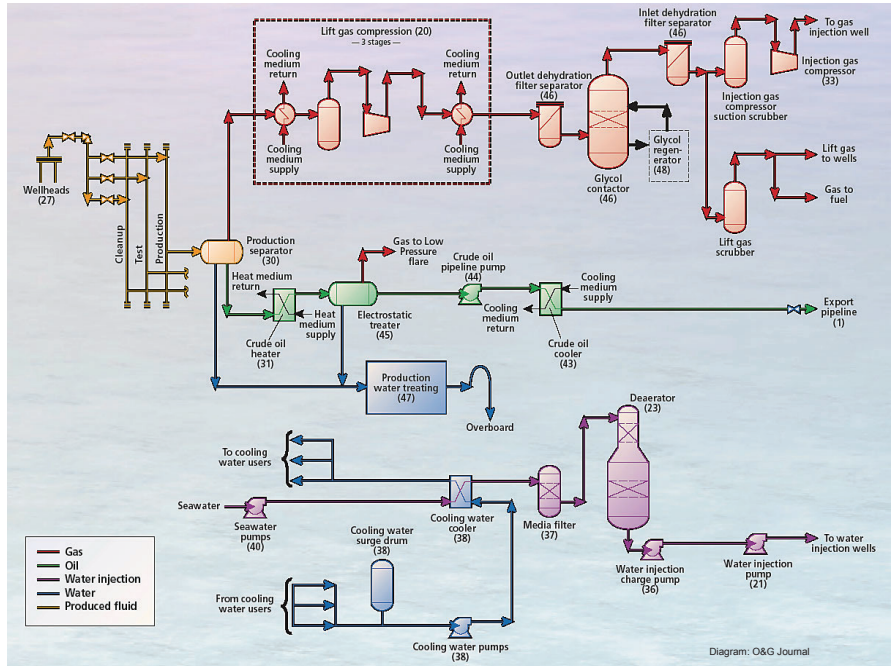 Lift gas compression (20)
— 3 stages —
Cooling
medium
return
Cooling
medium
return
Cooling
medium
supply
Cooling
medium
supply
Outlet dehydration
filter separator
(46)
Inlet dehydration
filter separator
(46)
To gas
injection well
Injection gas
compressor
(33)
Injection gas
compressor
suction scrubber
Glycol
regen-
erator
(48)
Glycol
contactor
(46)
Lift gas
to wells
Gas to
fuel
Lift gas
scrubber
Wellheads
(27)
Cleanup
Test
Production
Production
separator
(30)
Heat medium
return
Heat
medium
supply
Crude oil
heater
(31)
Gas to Low
Pressure
flare
Electrostatic
treater
(45)
Crude oil
pipeline pump
(44)
Cooling
medium
supply
Cooling
medium
return
Crude oil
cooler
(43)
Export
pipeline
(1)
Production
water treating
(47)
Overboard
Deaerator
(23)
To cooling
water users
Seawater
Seawater
pumps
(40)
Cooling water
cooler
(38)
Media filter
(37)
Cooling water
surge drum
(38)
From cooling
water users
Cooling water pumps
(38)
Water injection
charge pump
(36)
Water injection
pump
(21)
To water
injection wells
Gas
Oil
Water injection
Water
Produced fluid
Diagram: O&G Journal